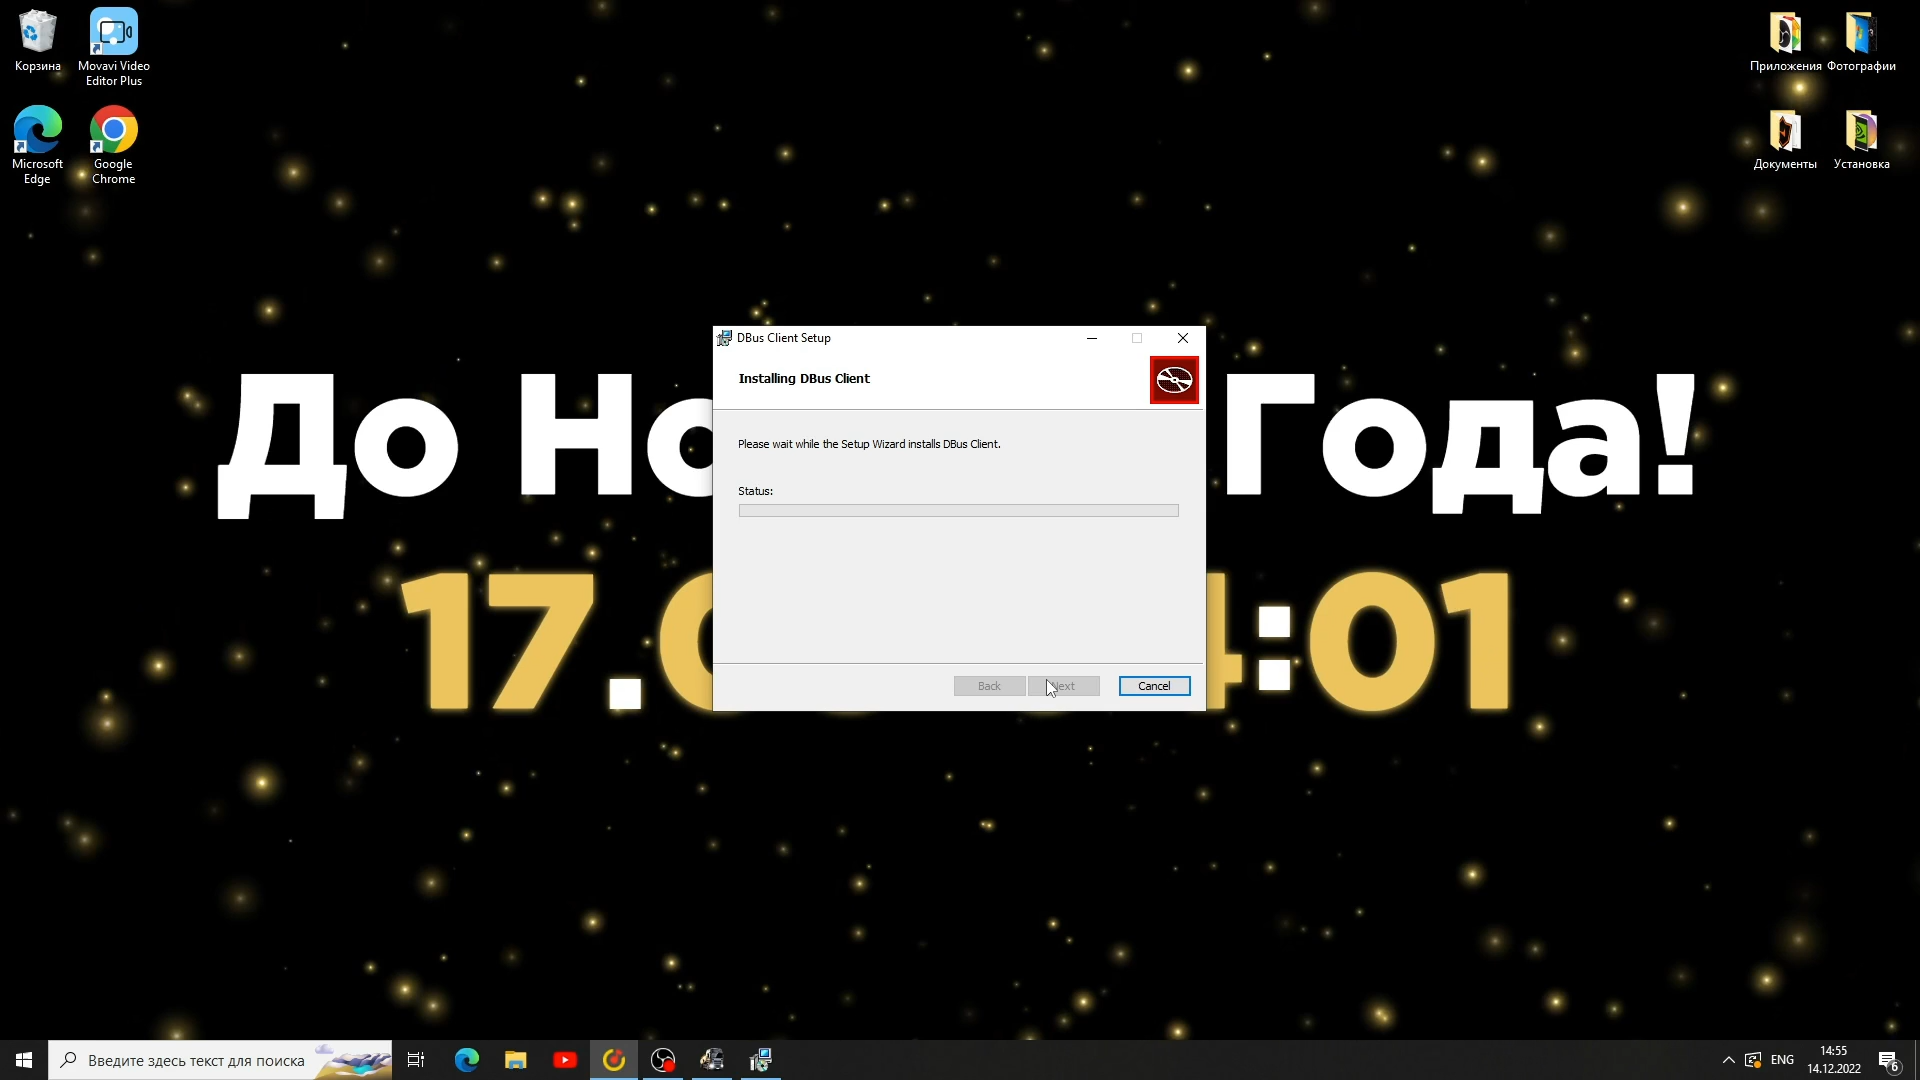 Корзина
Movavi Video
Editor Plus
Microsoft
Edge
Google
Chrome
Приложения
Фотографии
Документы
Установка
До Но
Года!
17.0
4:01
DBus Client Setup
Installing DBus Client
Please wait while the Setup Wizard installs DBus Client.
Status:
Back
Next
Cancel
Введите здесь текст для поиска
ENG
14:55
14.12.2022
6